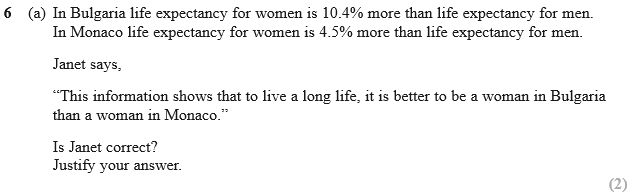 6 (a) In Bulgaria life expectancy for women is 10.4% more than life expectancy for men.
In Monaco life expectancy for women is 4.5% more than life expectancy for men.
Janet says,
“This information shows that to live a long life, it is better to be a woman in Bulgaria
than a woman in Monaco.”
Is Janet correct?
Justify your answer.
(2)